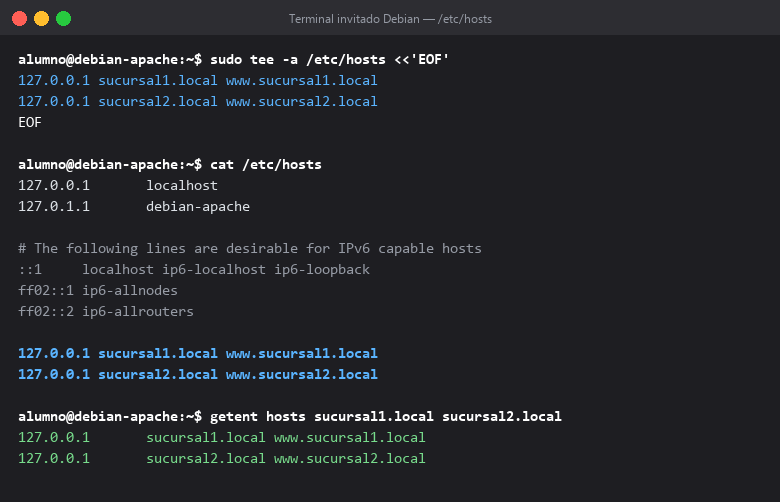 Terminal invitado Debian — /etc/hosts
alumno@debian-apache:~$ sudo tee -a /etc/hosts <<'EOF'
127.0.0.1 sucursal1.local www.sucursal1.local
127.0.0.1 sucursal2.local www.sucursal2.local
EOF
alumno@debian-apache:~$ cat /etc/hosts
127.0.0.1       localhost
127.0.1.1       debian-apache
# The following lines are desirable for IPv6 capable hosts
::1     localhost ip6-localhost ip6-loopback
ff02::1 ip6-allnodes
ff02::2 ip6-allrouters
127.0.0.1 sucursal1.local www.sucursal1.local
127.0.0.1 sucursal2.local www.sucursal2.local
alumno@debian-apache:~$ getent hosts sucursal1.local sucursal2.local
127.0.0.1       sucursal1.local www.sucursal1.local
127.0.0.1       sucursal2.local www.sucursal2.local